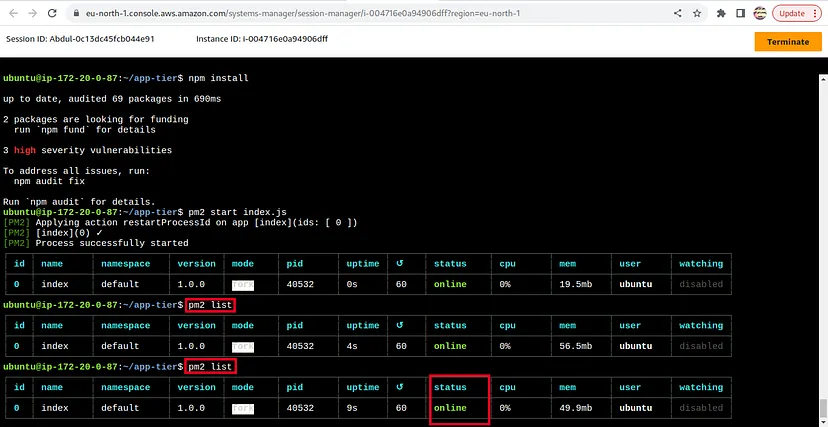 eu-north-1.console.aws.amazon.com/systems-manager/session-manager/i-004716e0a94906dff?region=eu-north-1
Update
Session ID: Abdul-0c13dc45fcb044e91 Instance ID: i-004716e0a94906dff
Terminate
ubuntu@ip-172-20-0-87:~/app-tier$ npm install
up to date, audited 69 packages in 690ms
2 packages are looking for funding
run `npm fund` for details
3 high severity vulnerabilities
To address all issues, run:
npm audit fix
Run `npm audit` for details.
ubuntu@ip-172-20-0-87:~/app-tier$ pm2 start index.js
[PM2] Applying action restartProcessId on app [index](ids: [ 0 ])
[PM2] [index](0) ✓
[PM2] Process successfully started
id name namespace version mode pid uptime ↺ status cpu mem user watching
0 index default 1.0.0 fork 40532 0s 60 online 0% 19.5mb ubuntu disabled
ubuntu@ip-172-20-0-87:~/app-tier$ pm2 list
id name namespace version mode pid uptime ↺ status cpu mem user watching
0 index default 1.0.0 fork 40532 4s 60 online 0% 56.5mb ubuntu disabled
ubuntu@ip-172-20-0-87:~/app-tier$ pm2 list
id name namespace version mode pid uptime ↺ status cpu mem user watching
0 index default 1.0.0 fork 40532 9s 60 online 0% 49.9mb ubuntu disabled